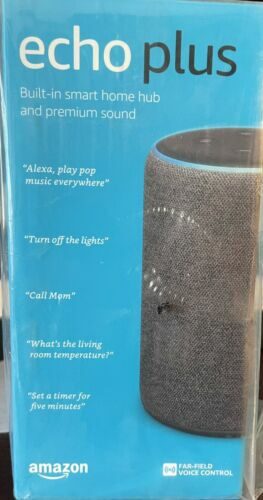 echo plus
Built-in smart home hub
and premium sound
“Alexa, play pop
music everywhere”
“Turn off the lights”
“Call Mom”
“What’s the living
room temperature?”
“Set a timer for
five minutes”
amazon
FAR-FIELD
VOICE CONTROL